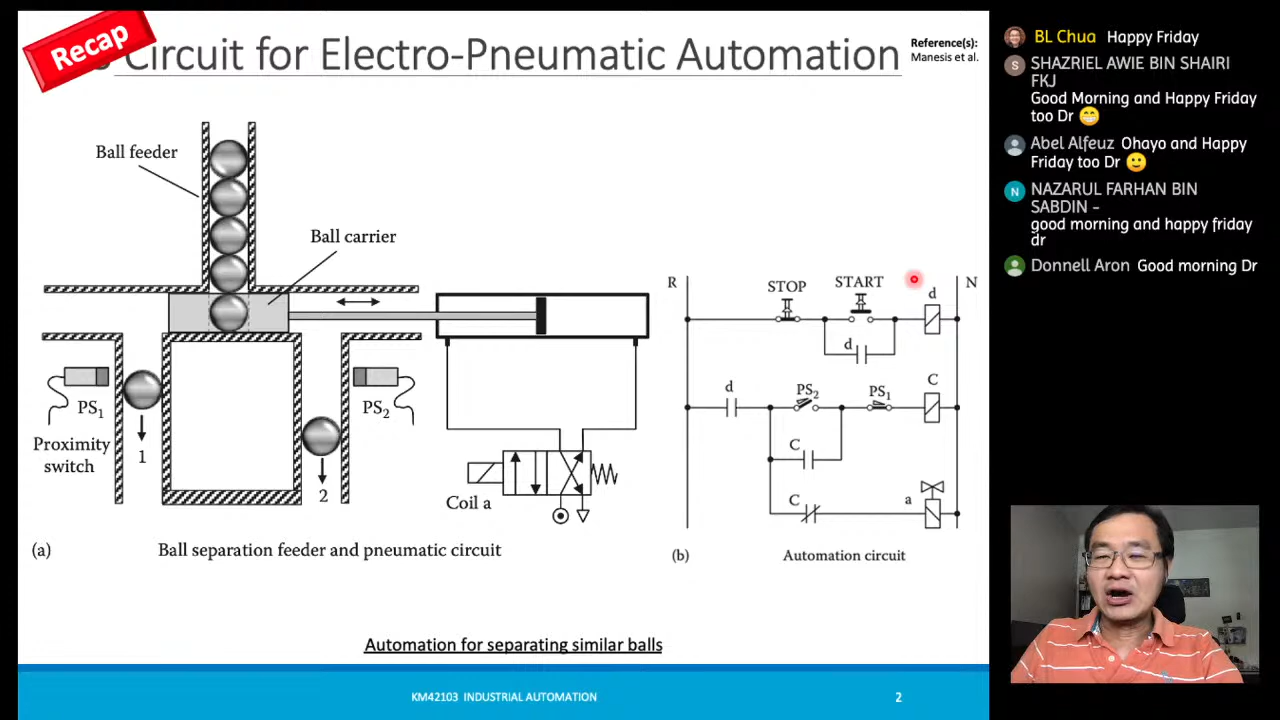 Recap
Circuit for Electro-Pneumatic Automation
Reference(s):
Manesis et al.
Ball feeder
Ball carrier
PS1
Proximity
switch
1
2
PS2
Coil a
(a)
Ball separation feeder and pneumatic circuit
R
STOP
START
d
N
d
d
PS2
PS1
C
C
C
a
(b)
Automation circuit
Automation for separating similar balls
KM42103 INDUSTRIAL AUTOMATION
2
BL Chua Happy Friday
S
SHAZRIEL AWIE BIN SHAIRI
FKJ
Good Morning and Happy Friday
too Dr 😁
Abel Alfeuz Ohayo and Happy
Friday too Dr 🙂
N
NAZARUL FARHAN BIN
SABDIN -
good morning and happy friday
dr
Donnell Aron Good morning Dr